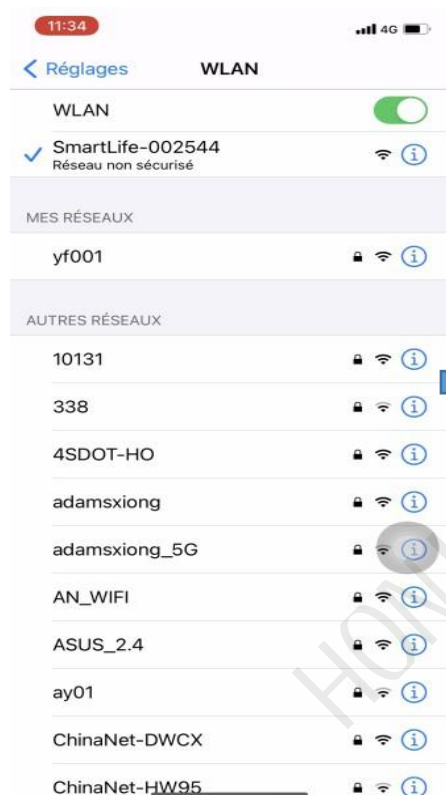 11:34
4G
Réglages
WLAN
WLAN
SmartLife-002544
Réseau non sécurisé
MES RÉSEAUX
yf001
AUTRES RÉSEAUX
10131
338
4SDOT-HO
adamsxiong
adamsxiong_5G
AN_WIFI
ASUS_2.4
ay01
ChinaNet-DWCX
ChinaNet-HW95